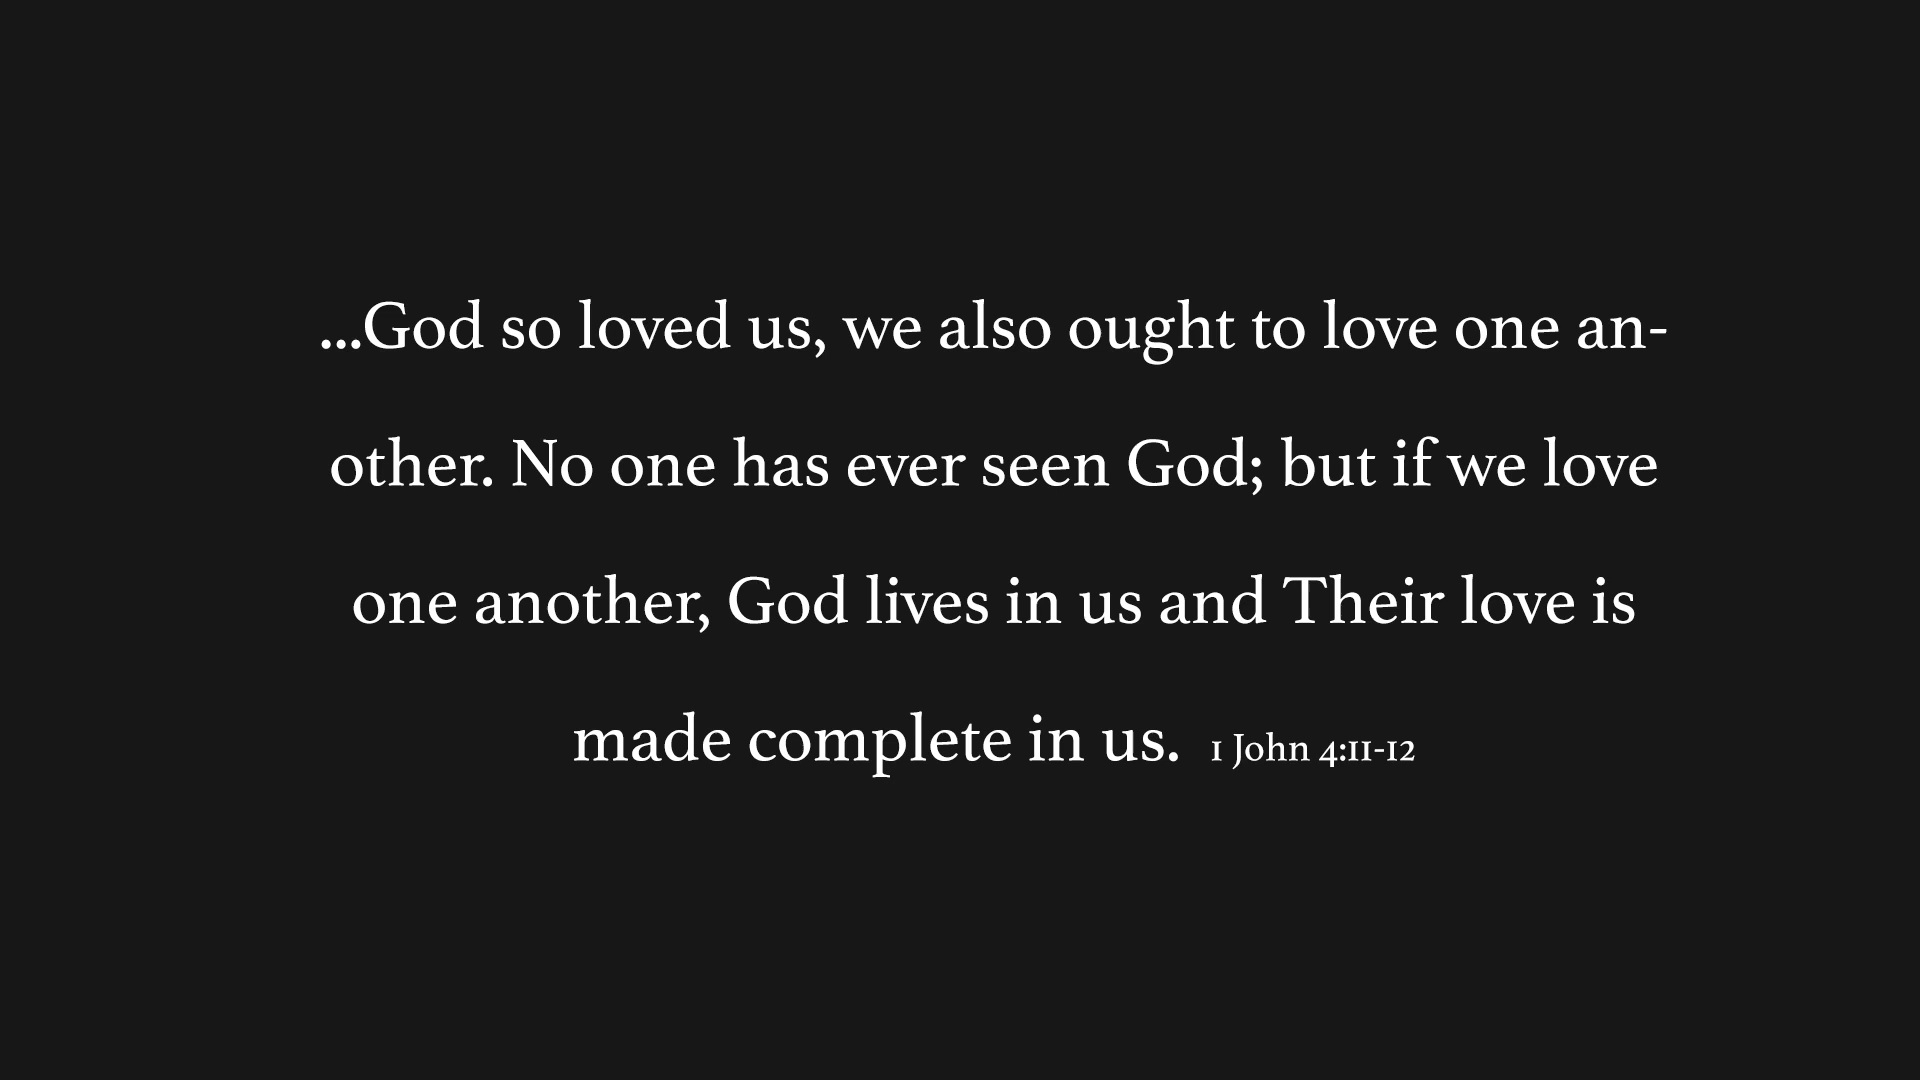 ...God so loved us, we also ought to love one an-
other. No one has ever seen God; but if we love
one another, God lives in us and Their love is
made complete in us. 1 John 4:11-12